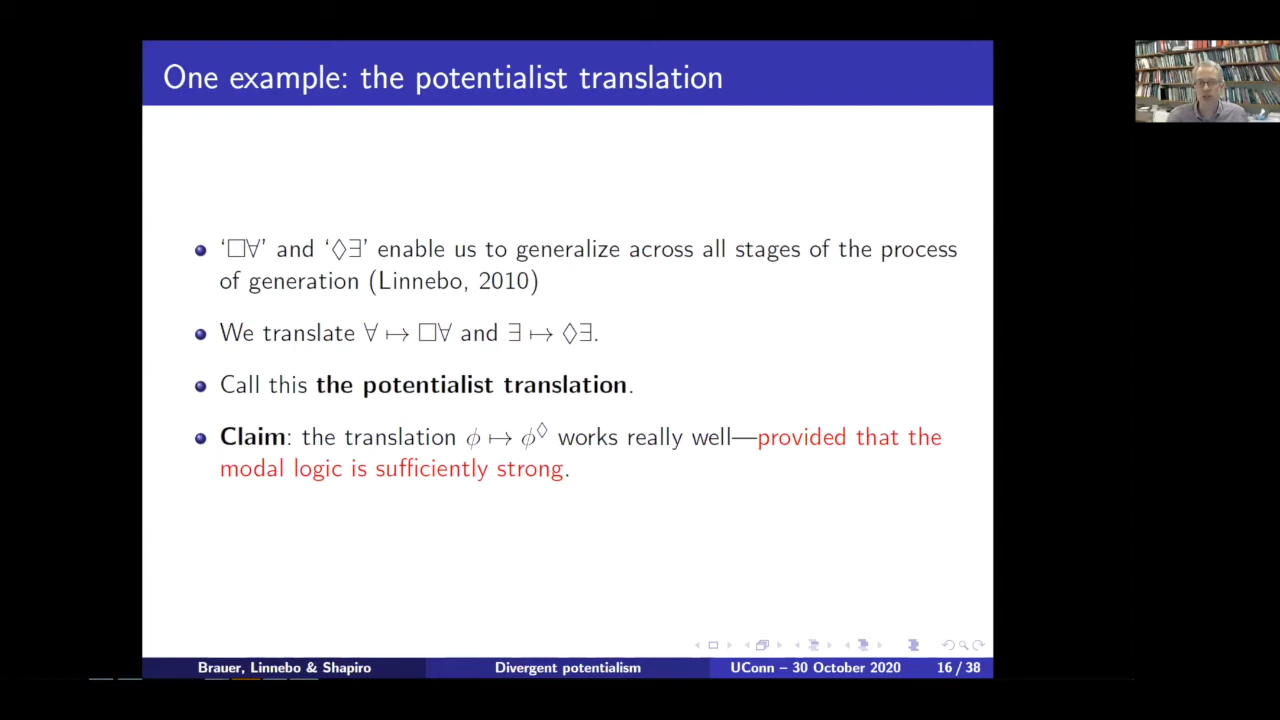 One example: the potentialist translation
‘□∀’ and ‘◊∃’ enable us to generalize across all stages of the process
of generation (Linnebo, 2010)
We translate ∀ ↦ □∀ and ∃ ↦ ◊∃.
Call this the potentialist translation.
Claim: the translation ϕ ↦ ϕ^◊ works really well—provided that the
modal logic is sufficiently strong.
Brauer, Linnebo & Shapiro Divergent potentialism UConn – 30 October 2020 16 / 38